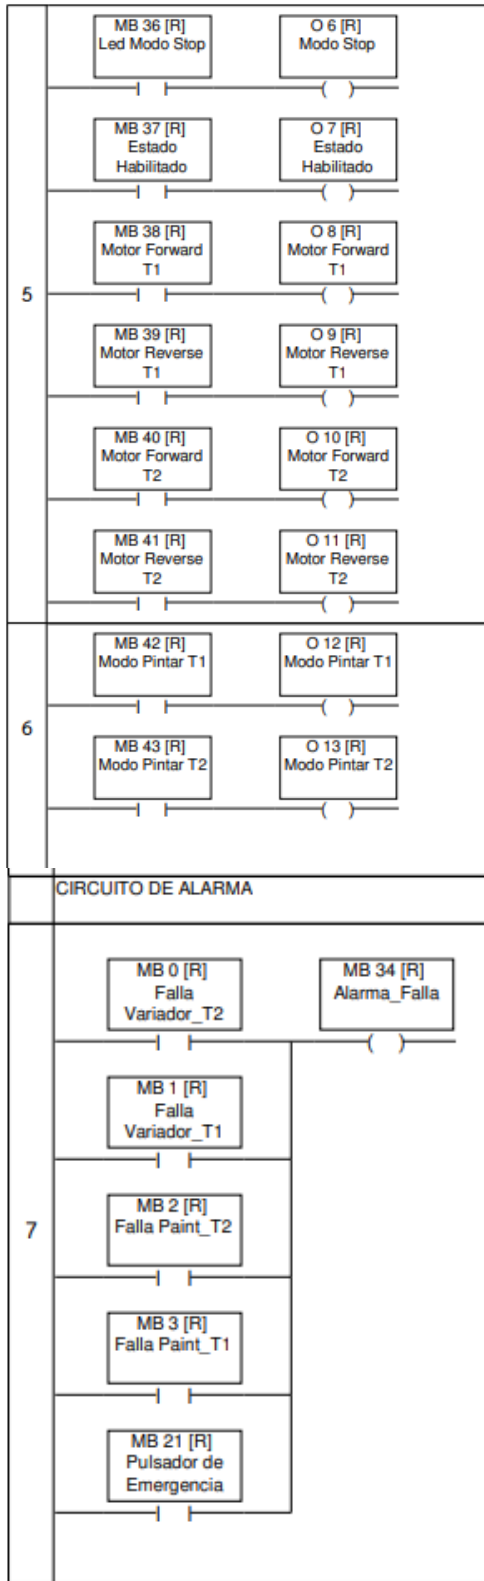 MB 36 [R]
Led Modo Stop
O 6 [R]
Modo Stop
MB 37 [R]
Estado
Habilitado
O 7 [R]
Estado
Habilitado
5
MB 38 [R]
Motor Forward
T1
O 8 [R]
Motor Forward
T1
MB 39 [R]
Motor Reverse
T1
O 9 [R]
Motor Reverse
T1
MB 40 [R]
Motor Forward
T2
O 10 [R]
Motor Forward
T2
MB 41 [R]
Motor Reverse
T2
O 11 [R]
Motor Reverse
T2
6
MB 42 [R]
Modo Pintar T1
O 12 [R]
Modo Pintar T1
MB 43 [R]
Modo Pintar T2
O 13 [R]
Modo Pintar T2
CIRCUITO DE ALARMA
7
MB 0 [R]
Falla
Variador_T2
MB 34 [R]
Alarma_Falla
MB 1 [R]
Falla
Variador_T1
MB 2 [R]
Falla Paint_T2
MB 3 [R]
Falla Paint_T1
MB 21 [R]
Pulsador de
Emergencia